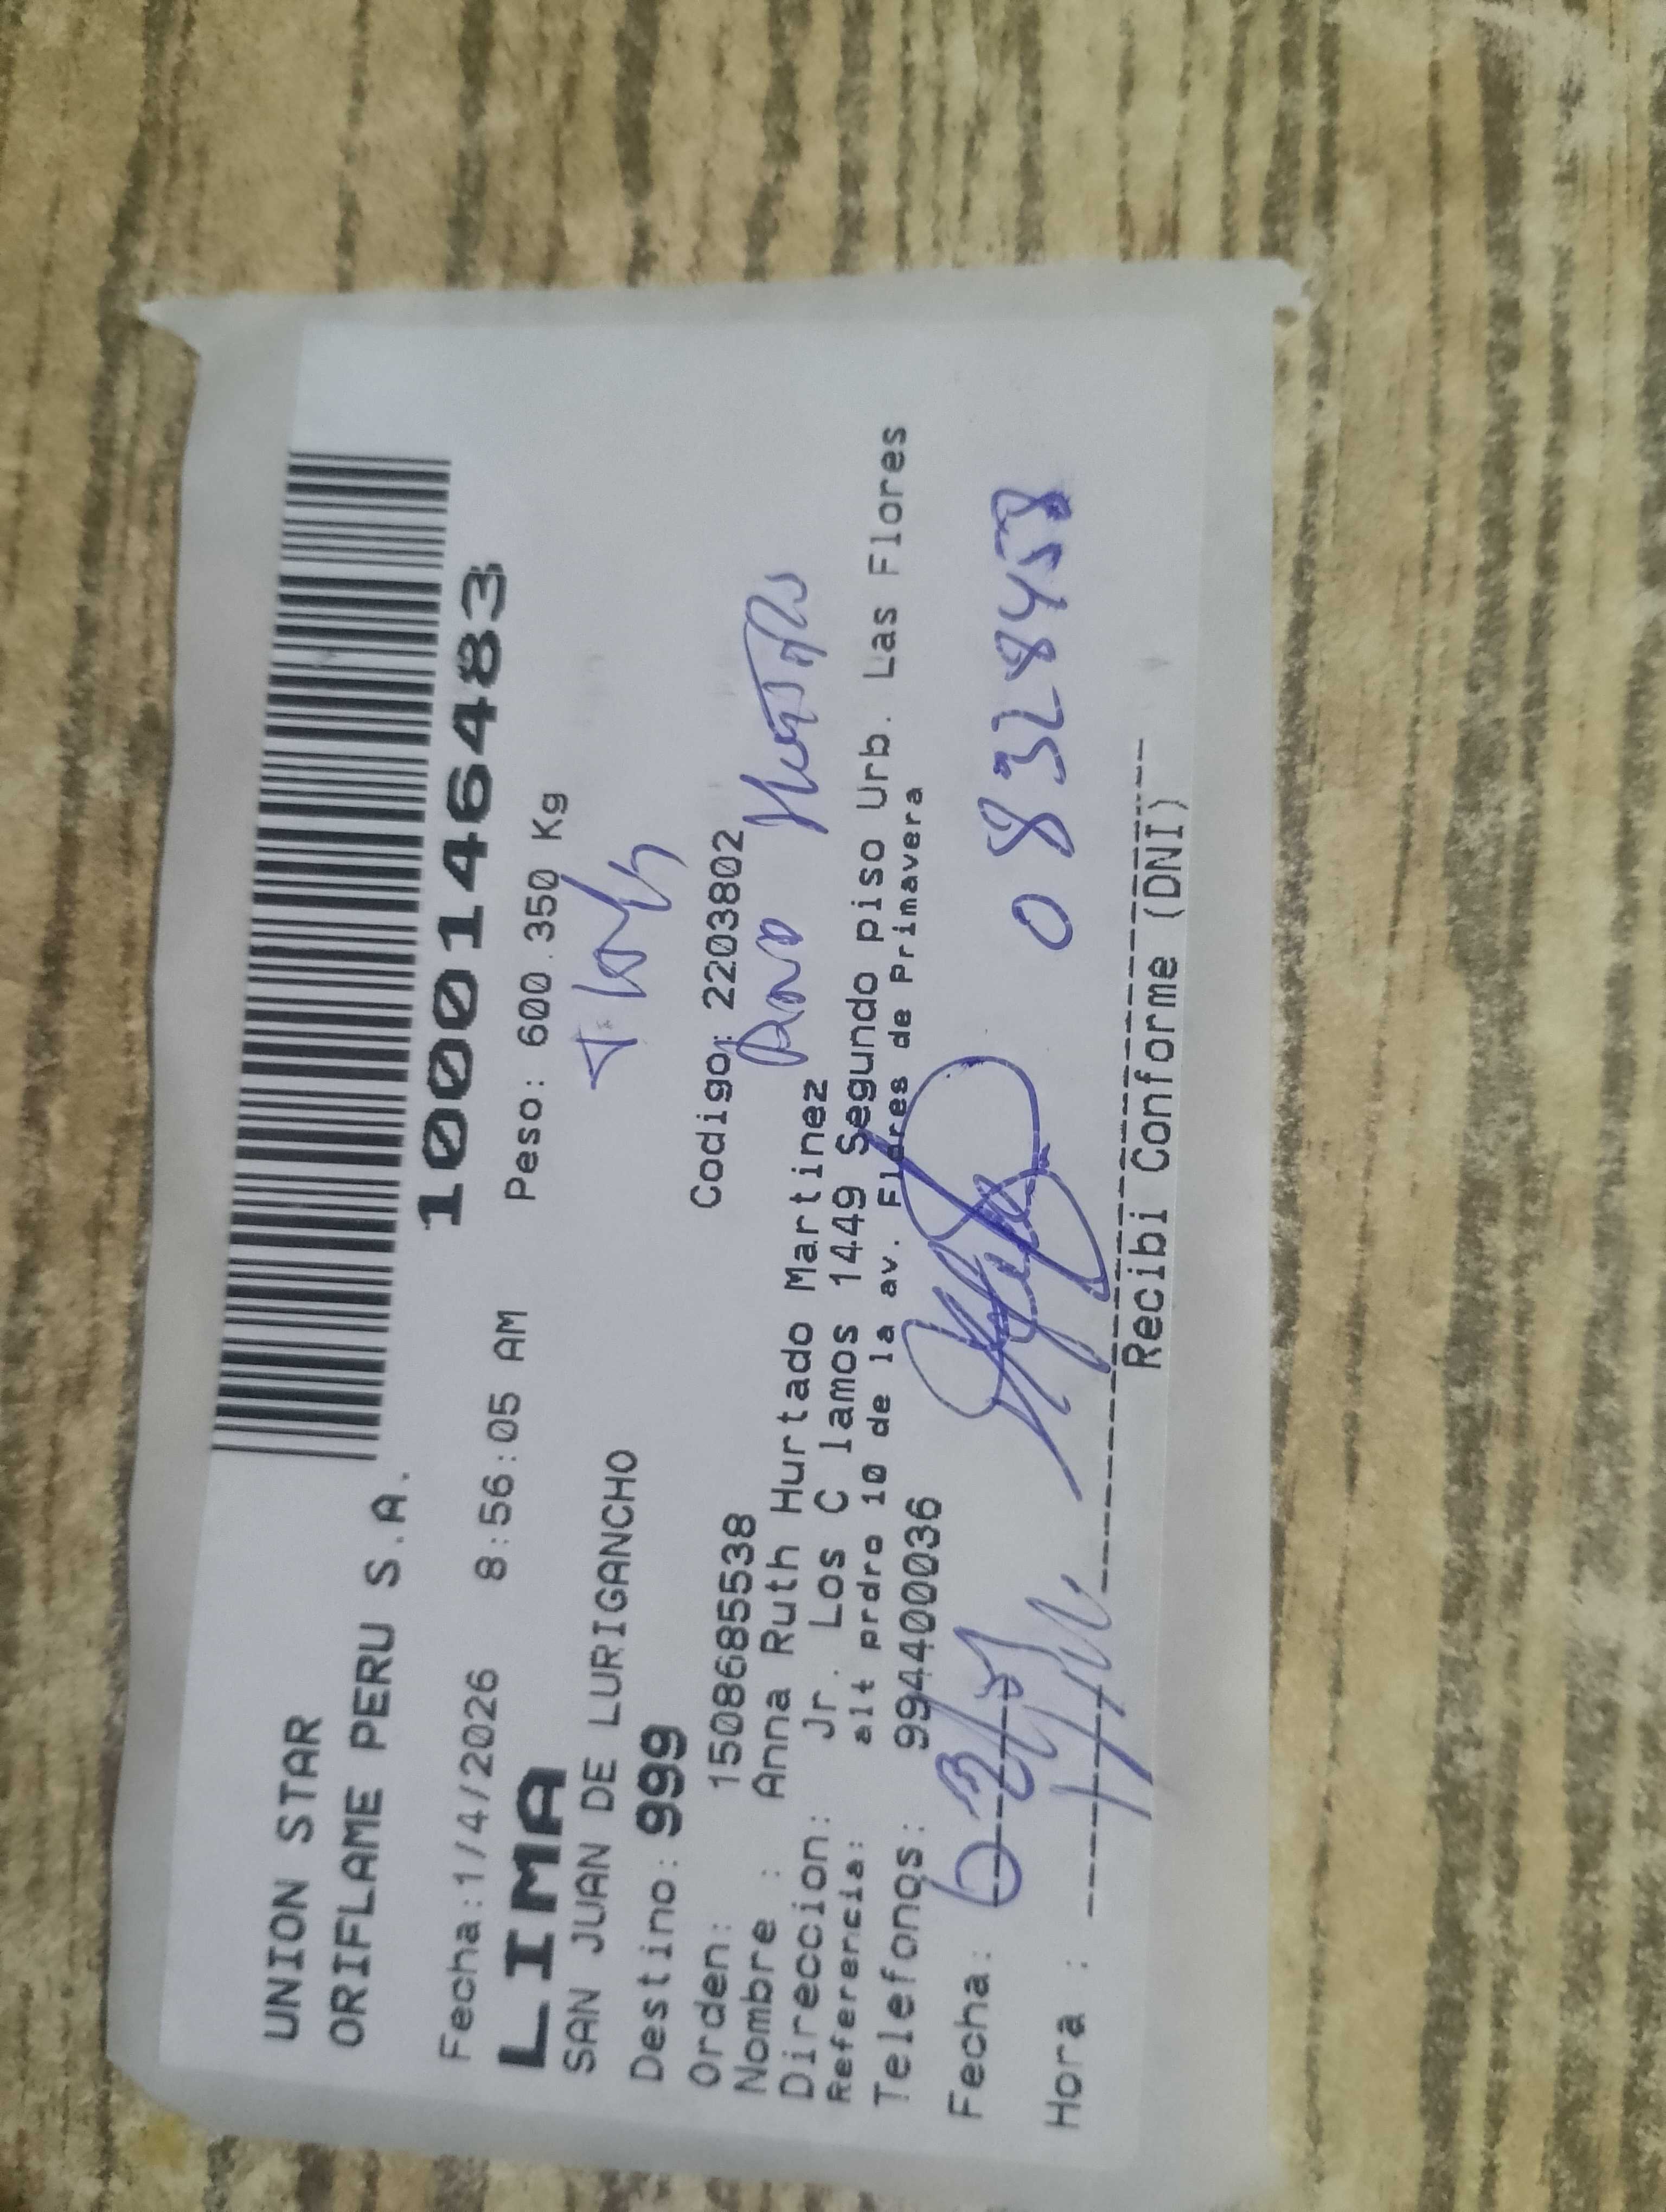 UNION STAR
ORIFLAME PERU S.A.
1000146483
Fecha:1/4/2026 8:56:05 AM Peso: 600.350 Kg
LIMA
SAN JUAN DE LURIGANCHO
Destino: 999
Orden: 1508685538 Codigo: 2203802
Nombre : Anna Ruth Hurtado Martinez
Direccion: Jr. Los C lamos 1449 Segundo piso Urb. Las Flores
Referencia: alt prdro 10 de la av. Flores de Primavera
Telefonos: 994400036
Fecha:
08328458
Hora :
Recibi Conforme (DNI)